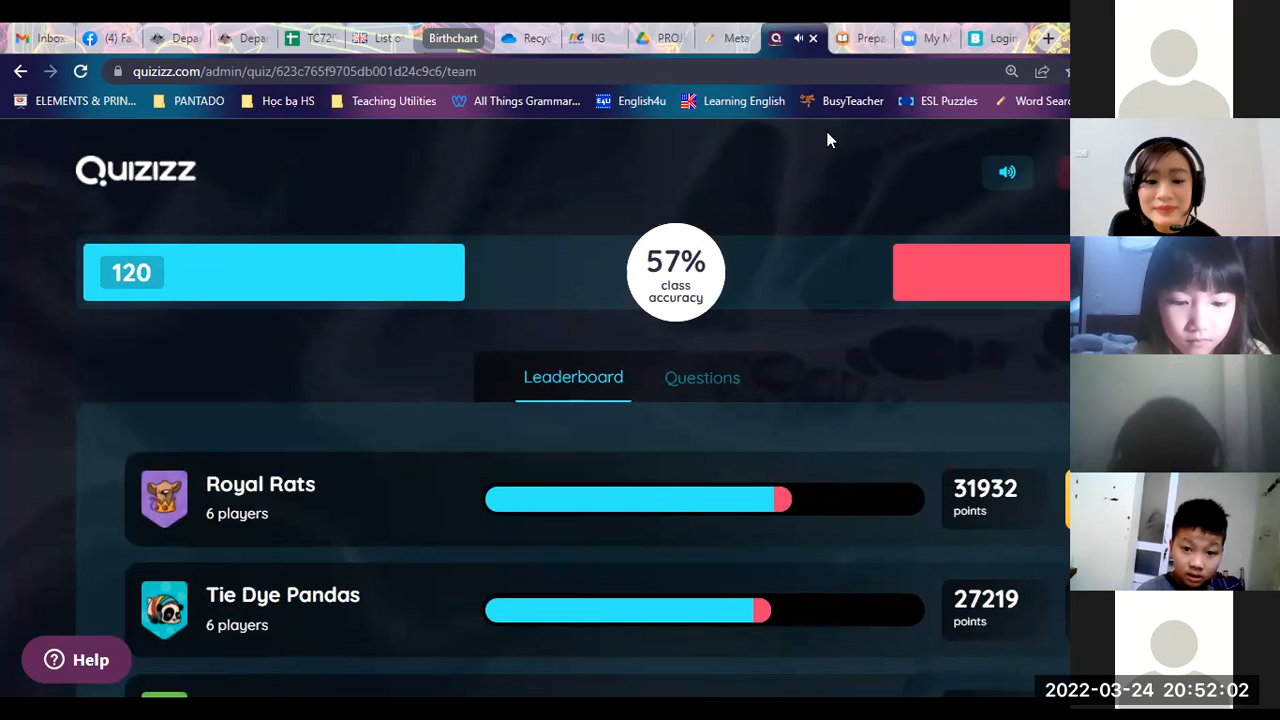 Inbox
(4) Fa
Depa
Depa
TC72
List o
Birthchart
Recyc
IIG
PROJ
Meta
Prepa
My M
Login
quizizz.com/admin/quiz/623c765f9705db001d24c9c6/team
ELEMENTS & PRIN...
PANTADO
Học bạ HS
Teaching Utilities
All Things Grammar...
English4u
Learning English
BusyTeacher
ESL Puzzles
Word Sear
Quizizz
120
57%
class
accuracy
Leaderboard
Questions
Royal Rats
6 players
31932
points
Tie Dye Pandas
6 players
27219
points
Help
2022-03-24 20:52:02